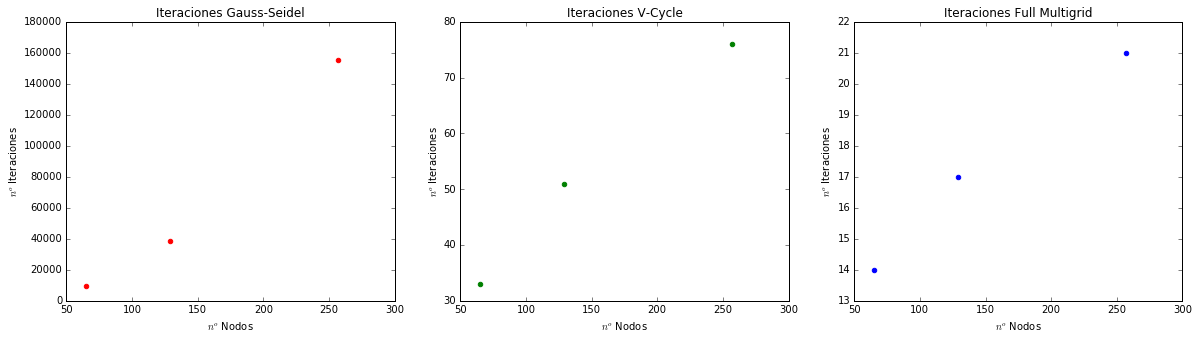 Iteraciones Gauss-Seidel
180000
160000
140000
120000
100000
80000
60000
40000
20000
0
nº Iteraciones
50 100 150 200 250 300
nº Nodos
Iteraciones V-Cycle
80
70
60
50
40
30
nº Iteraciones
50 100 150 200 250 300
nº Nodos
Iteraciones Full Multigrid
22
21
20
19
18
17
16
15
14
13
nº Iteraciones
50 100 150 200 250 300
nº Nodos